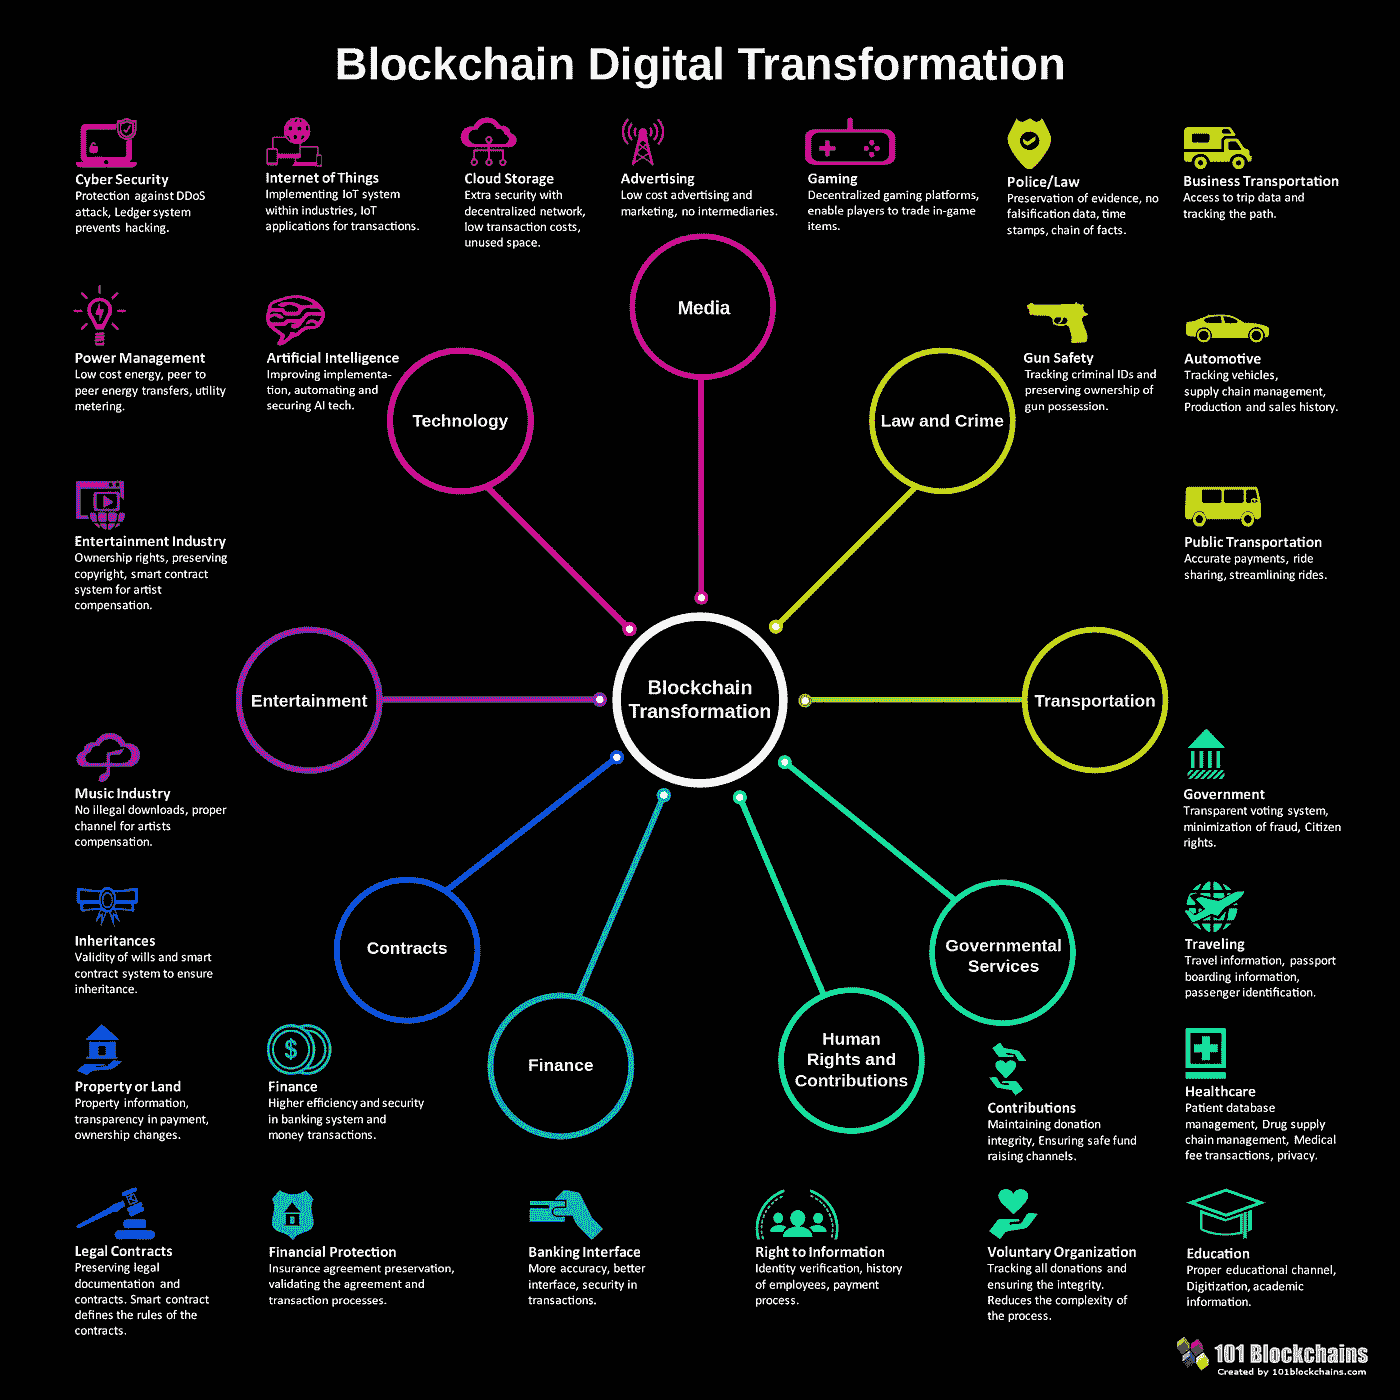 Blockchain Digital Transformation
Cyber Security
Protection against DDoS
attack, Ledger system
prevents hacking.
Internet of Things
Implementing IoT system
within industries, IoT
applications for transactions.
Cloud Storage
Extra security with
decentralized network,
low transaction costs,
unused space.
Advertising
Low cost advertising and
marketing, no intermediaries.
Gaming
Decentralized gaming platforms,
enable players to trade in-game
items.
Police/Law
Preservation of evidence, no
falsification data, time
stamps, chain of facts.
Business Transportation
Access to trip data and
tracking the path.
Power Management
Low cost energy, peer to
peer energy transfers, utility
metering.
Artificial Intelligence
Improving implementa-
tion, automating and
securing AI tech.
Media
Technology
Law and Crime
Gun Safety
Tracking criminal IDs and
preserving ownership of
gun possession.
Automotive
Tracking vehicles,
supply chain management,
Production and sales history.
Entertainment Industry
Ownership rights, preserving
copyright, smart contract
system for artist
compensation.
Public Transportation
Accurate payments, ride
sharing, streamlining rides.
Entertainment
Blockchain
Transformation
Transportation
Music Industry
No illegal downloads, proper
channel for artists
compensation.
Government
Transparent voting system,
minimization of fraud, Citizen
rights.
Inheritances
Validity of wills and smart
contract system to ensure
inheritance.
Contracts
Governmental
Services
Traveling
Travel information, passport
boarding information,
passenger identification.
Property or Land
Property information,
transparency in payment,
ownership changes.
$
Finance
Higher efficiency and security
in banking system and
money transactions.
Finance
Human
Rights and
Contributions
Contributions
Maintaining donation
integrity, Ensuring safe fund
raising channels.
Healthcare
Patient database
management, Drug supply
chain management, Medical
fee transactions, privacy.
Legal Contracts
Preserving legal
documentation and
contracts. Smart contract
defines the rules of the
contracts.
Financial Protection
Insurance agreement preservation,
validating the agreement and
transaction processes.
Banking Interface
More accuracy, better
interface, security in
transactions.
Right to Information
Identity verification, history
of employees, payment
process.
Voluntary Organization
Tracking all donations and
ensuring the integrity.
Reduces the complexity of
the process.
Education
Proper educational channel,
Digitization, academic
information.
101 Blockchains
Created by 101blockchains.com